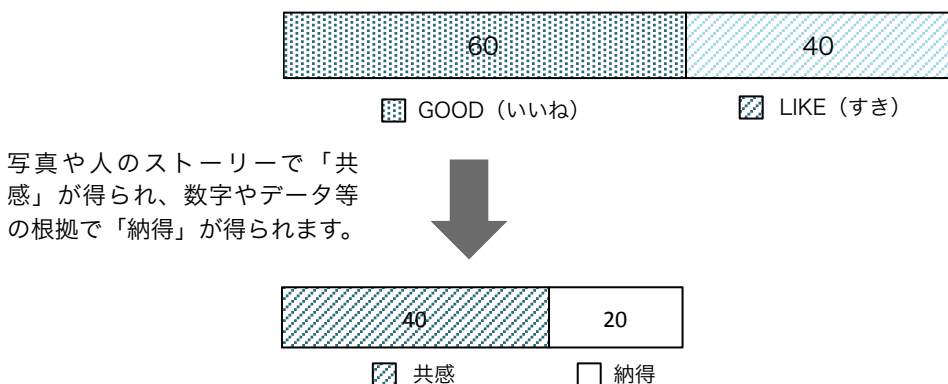 60
40
GOOD（いいね）
LIKE（すき）
写真や人のストーリーで「共
感」が得られ、数字やデータ等
の根拠で「納得」が得られます。
40
20
共感
納得